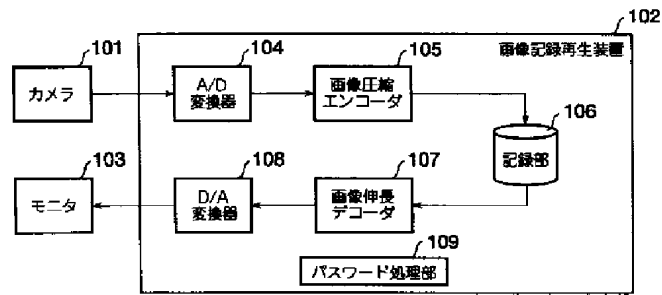 102
画像記録再生装置
101
カメラ
104
A/D
変換器
105
画像圧縮
エンコーダ
106
記録部
103
モニタ
108
D/A
変換器
107
画像伸長
デコーダ
109
パスワード処理部